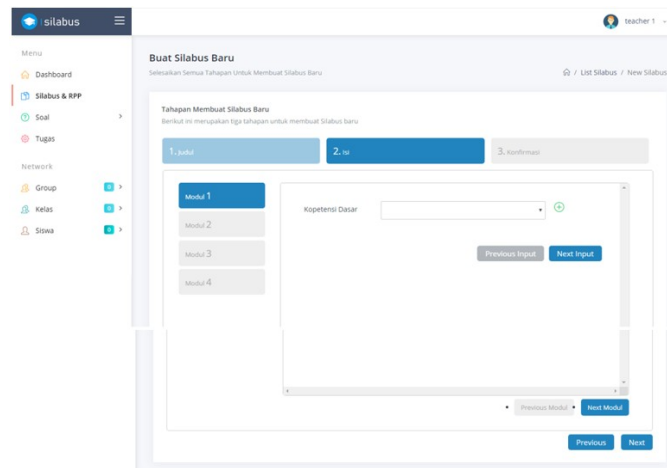 silabus
teacher 1
Menu
Dashboard
Silabus & RPP
Soal
Tugas
Network
Group 0
Kelas 0
Siswa 0
Buat Silabus Baru
Selesaikan Semua Tahapan Untuk Membuat Silabus Baru
/ List Silabus / New Silabus
Tahapan Membuat Silabus Baru
Berikut ini merupakan tiga tahapan untuk membuat Silabus baru
1. Judul
2. Isi
3. Konfirmasi
Modul 1
Modul 2
Modul 3
Modul 4
Kopetensi Dasar
Previous Input Next Input
Previous Modul Next Modul
Previous Next